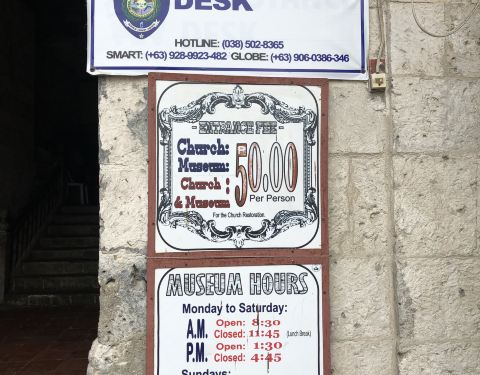 DESK
HOTLINE: (038) 502-8365
SMART: (+63) 928-9923-482 GLOBE: (+63) 906-0386-346
- ENTRANCE FEE -
Church:
Museum:
Church :
& Museum
₱50.00
Per Person
For the Church Restoration.
MUSEUM HOURS
Monday to Saturday:
A.M. Open: 8:30
Closed: 11:45 (Lunch Break)
P.M. Open: 1:30
Closed: 4:45
Sundays: